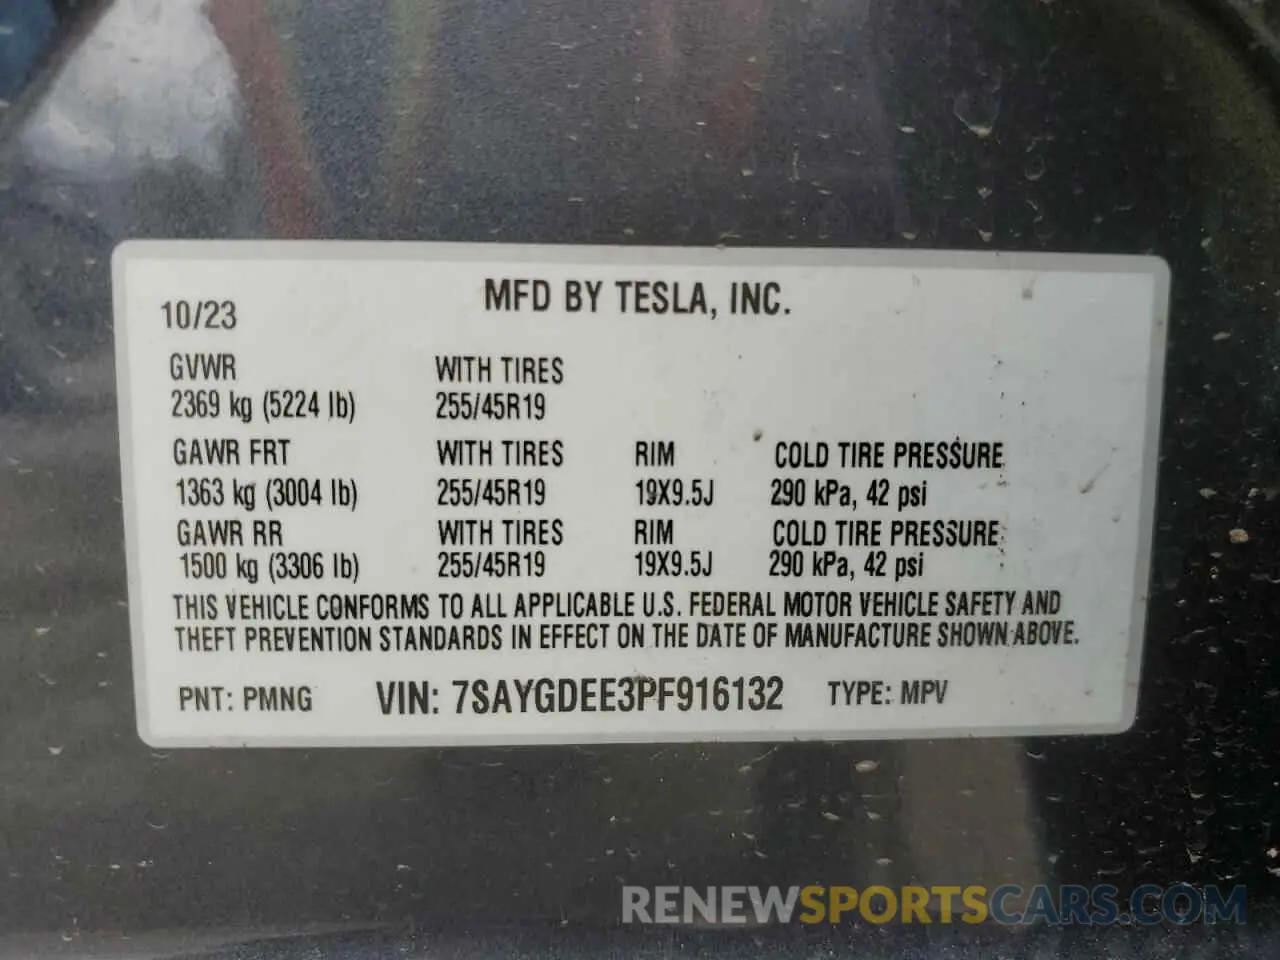 MFD BY TESLA, INC.
10/23
GVWR WITH TIRES
2369 kg (5224 lb) 255/45R19
GAWR FRT WITH TIRES RIM COLD TIRE PRESSURE
1363 kg (3004 lb) 255/45R19 19X9.5J 290 kPa, 42 psi
GAWR RR WITH TIRES RIM COLD TIRE PRESSURE
1500 kg (3306 lb) 255/45R19 19X9.5J 290 kPa, 42 psi
THIS VEHICLE CONFORMS TO ALL APPLICABLE U.S. FEDERAL MOTOR VEHICLE SAFETY AND
THEFT PREVENTION STANDARDS IN EFFECT ON THE DATE OF MANUFACTURE SHOWN ABOVE.
PNT: PMNG VIN: 7SAYGDEE3PF916132 TYPE: MPV
RENEWSPORTSCARS.COM